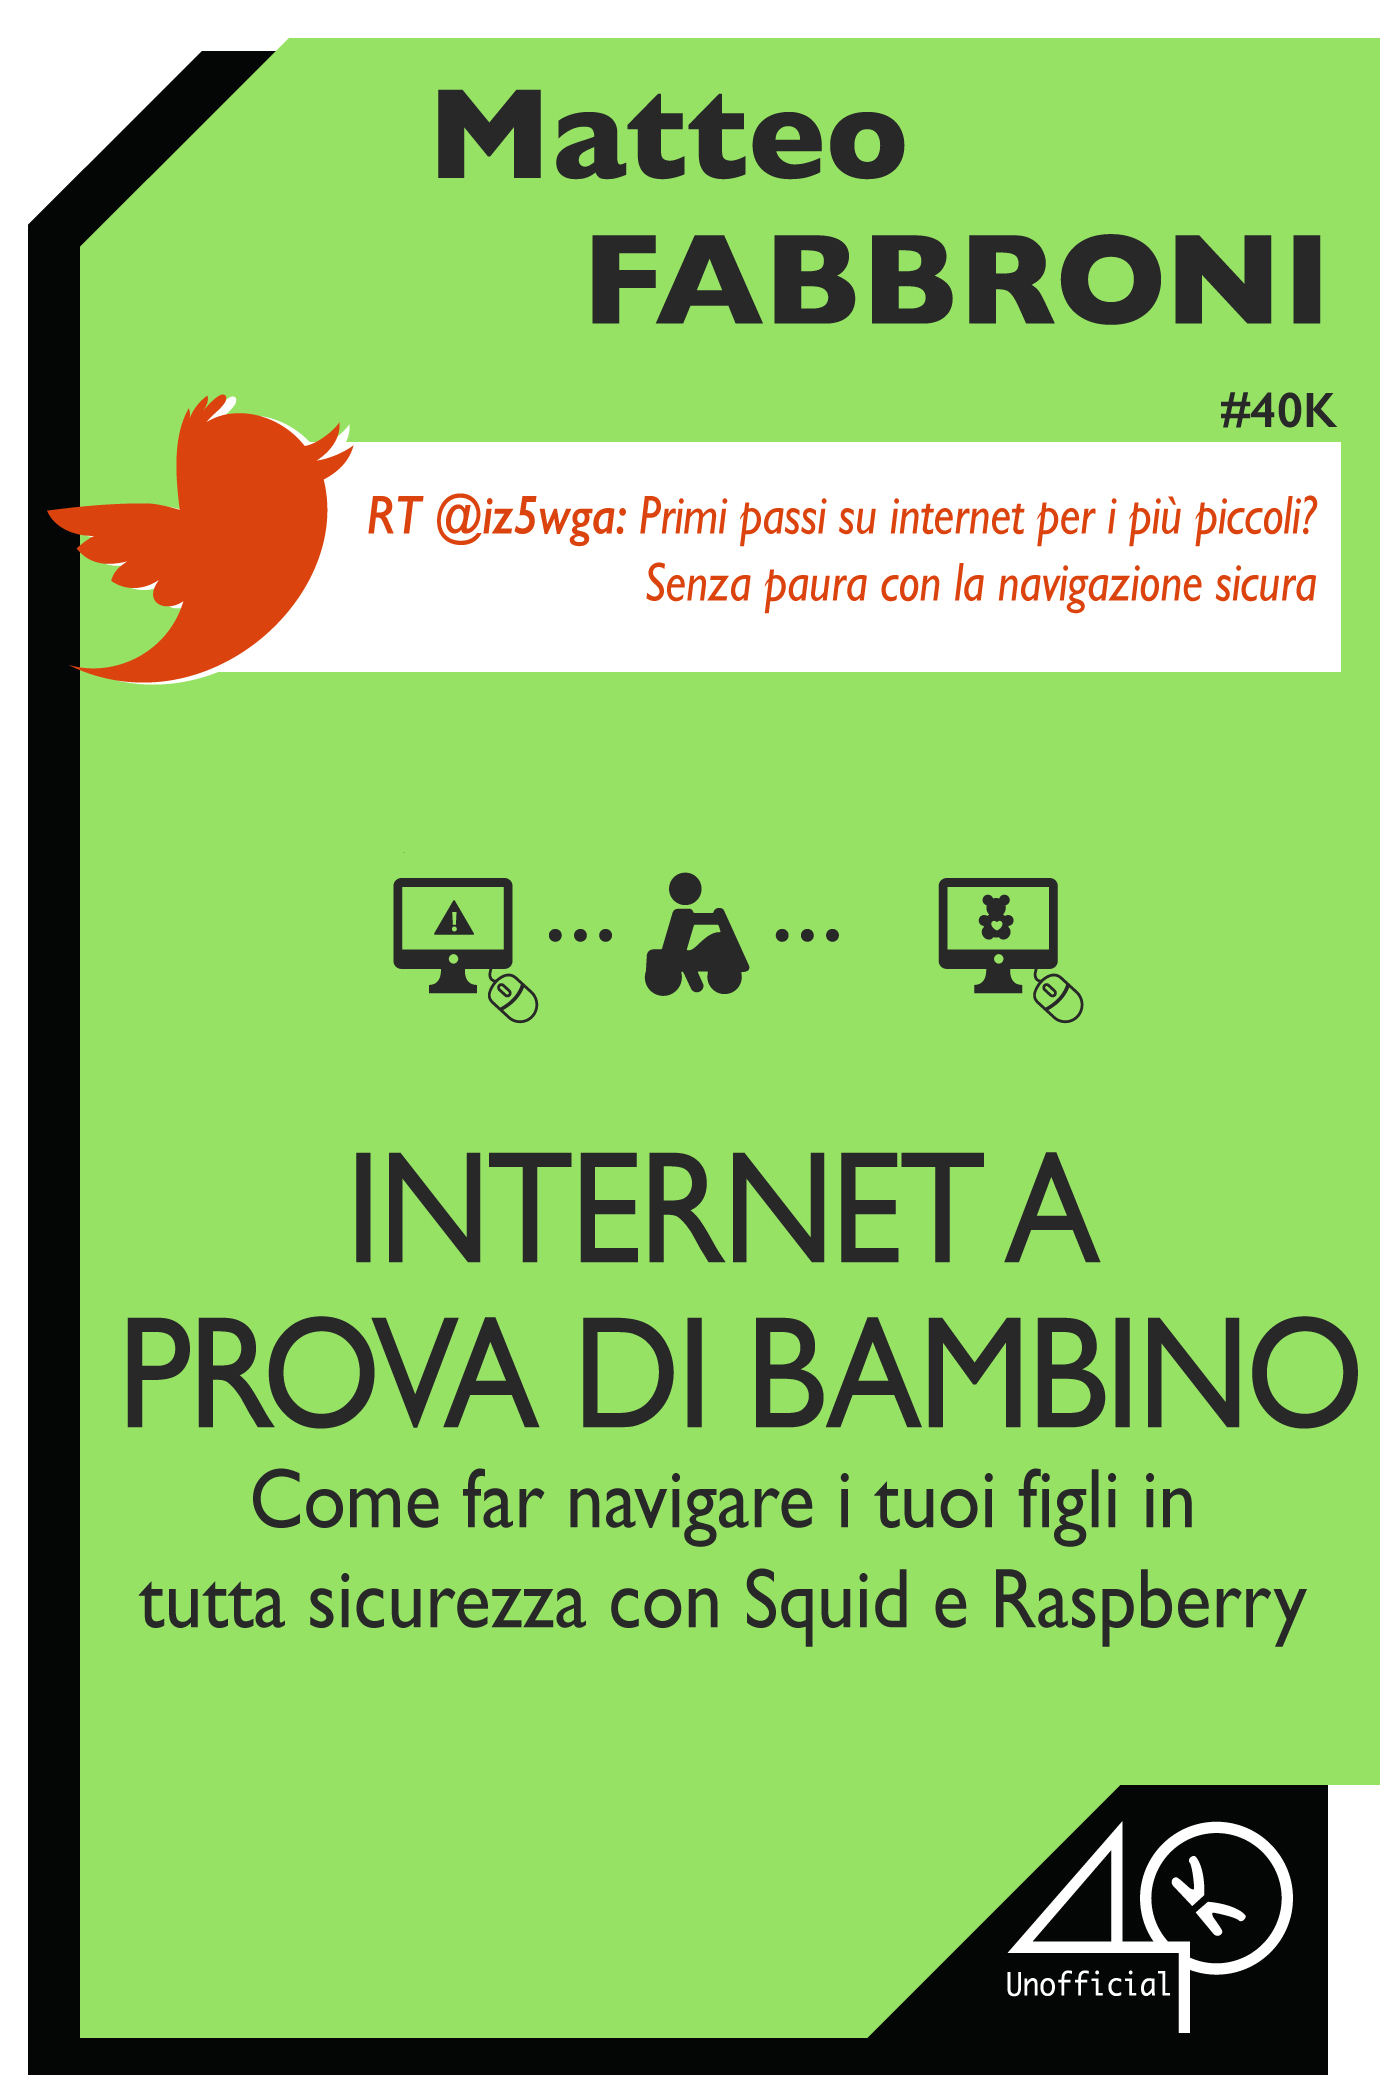 Matteo
FABBRONI
#40K
RT @iz5wga: Primi passi su internet per i più piccoli?
Senza paura con la navigazione sicura
INTERNET A
PROVA DI BAMBINO
Come far navigare i tuoi figli in
tutta sicurezza con Squid e Raspberry
40K
Unofficial